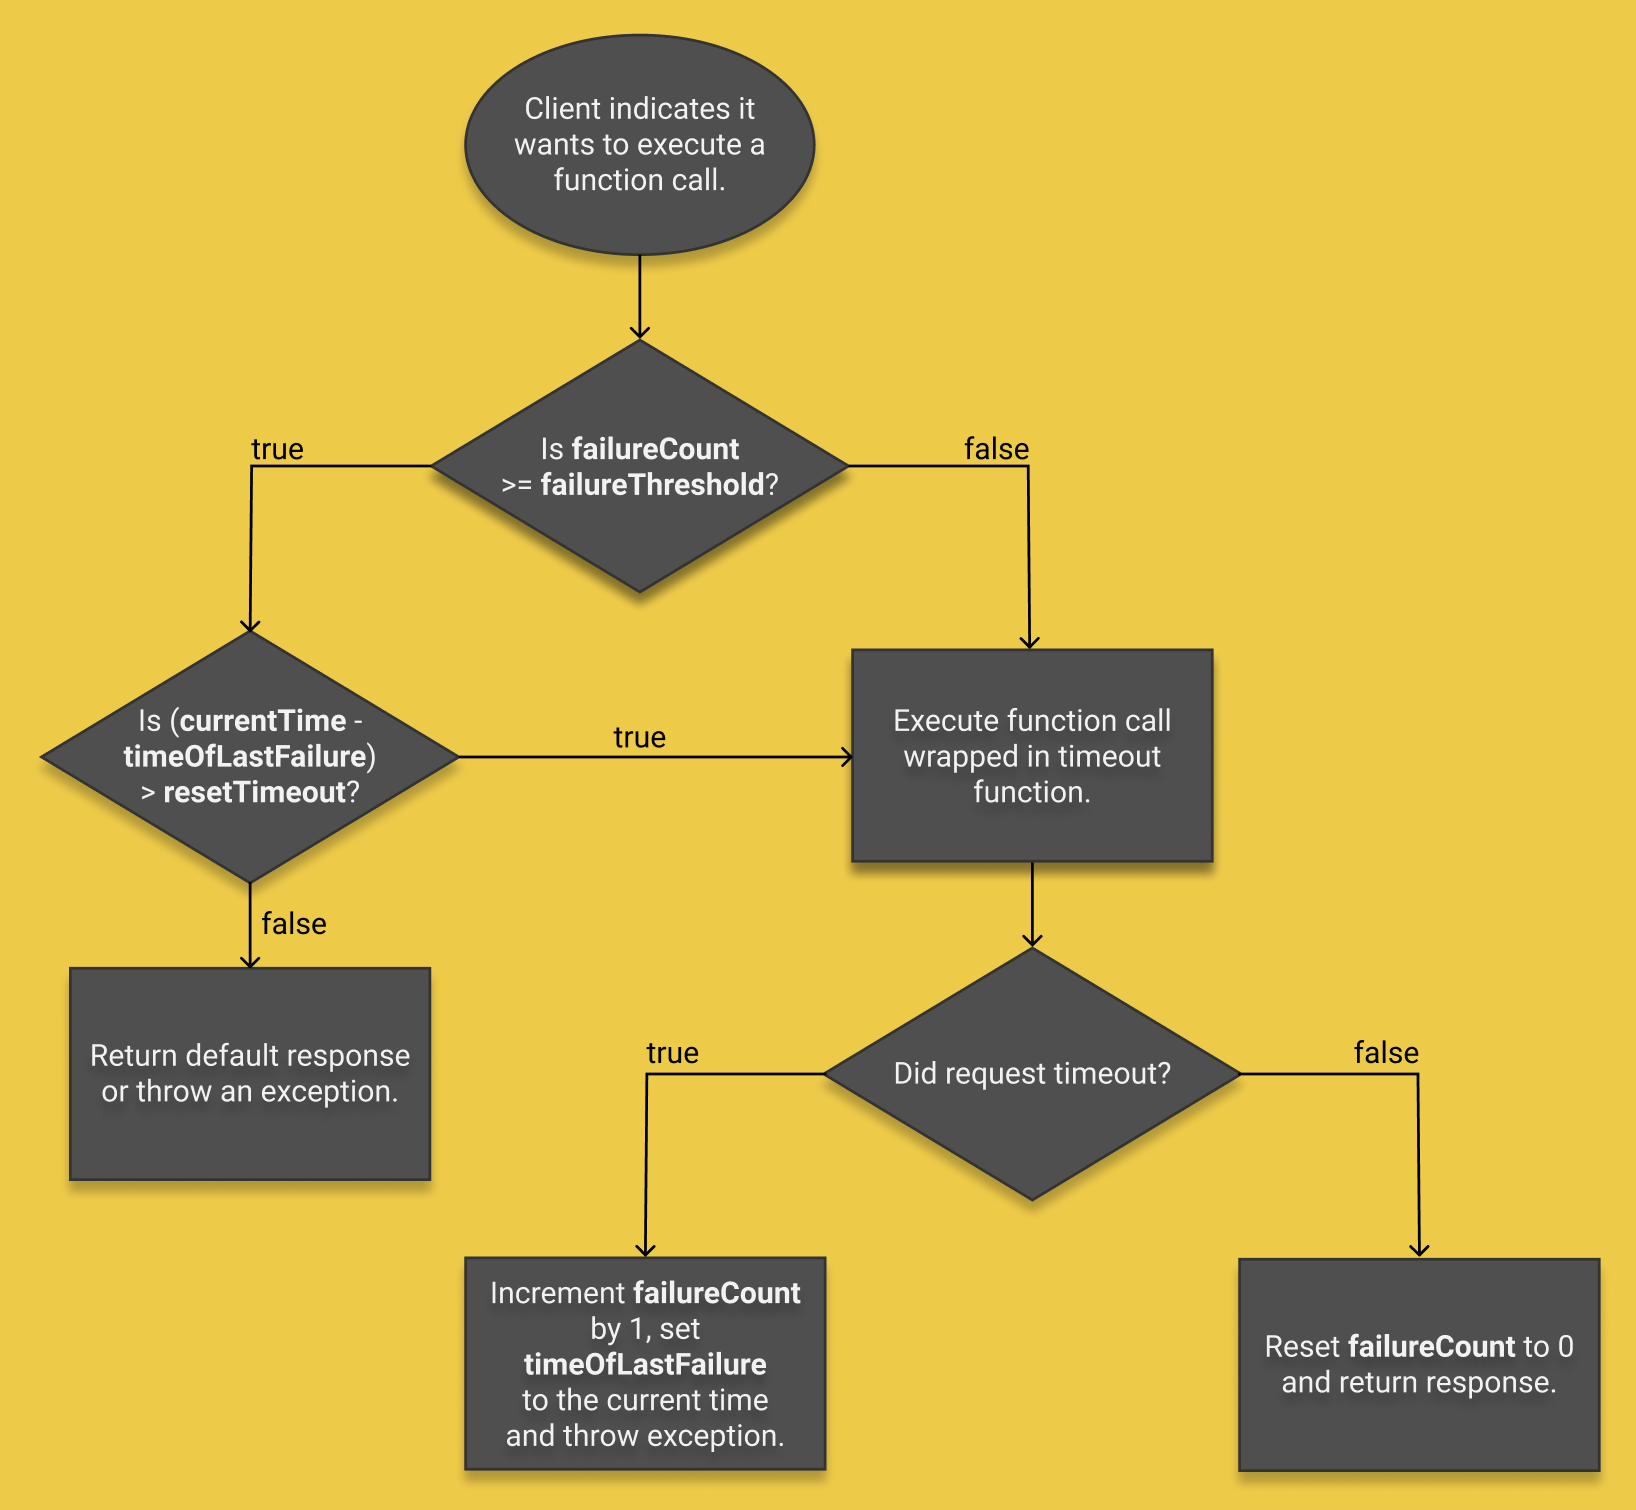 Client indicates it
wants to execute a
function call.
Is failureCount
>= failureThreshold?
true
false
Is (currentTime -
timeOfLastFailure)
> resetTimeout?
true
Execute function call
wrapped in timeout
function.
false
Return default response
or throw an exception.
Did request timeout?
true
false
Increment failureCount
by 1, set
timeOfLastFailure
to the current time
and throw exception.
Reset failureCount to 0
and return response.